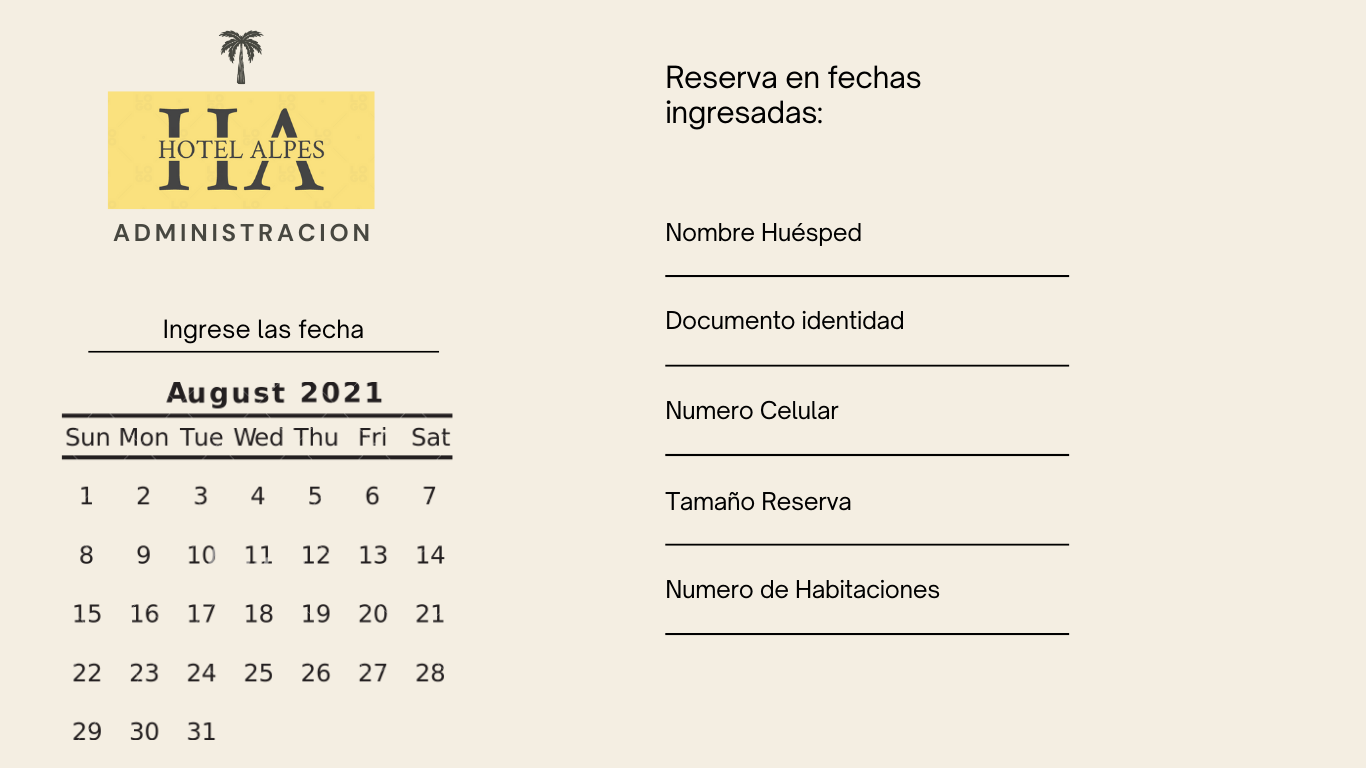 HA
HOTEL ALPES
ADMINISTRACION
Ingrese las fecha
August 2021
Sun Mon Tue Wed Thu Fri Sat
1 2 3 4 5 6 7
8 9 10 11 12 13 14
15 16 17 18 19 20 21
22 23 24 25 26 27 28
29 30 31
Reserva en fechas
ingresadas:
Nombre Huésped
Documento identidad
Numero Celular
Tamaño Reserva
Numero de Habitaciones